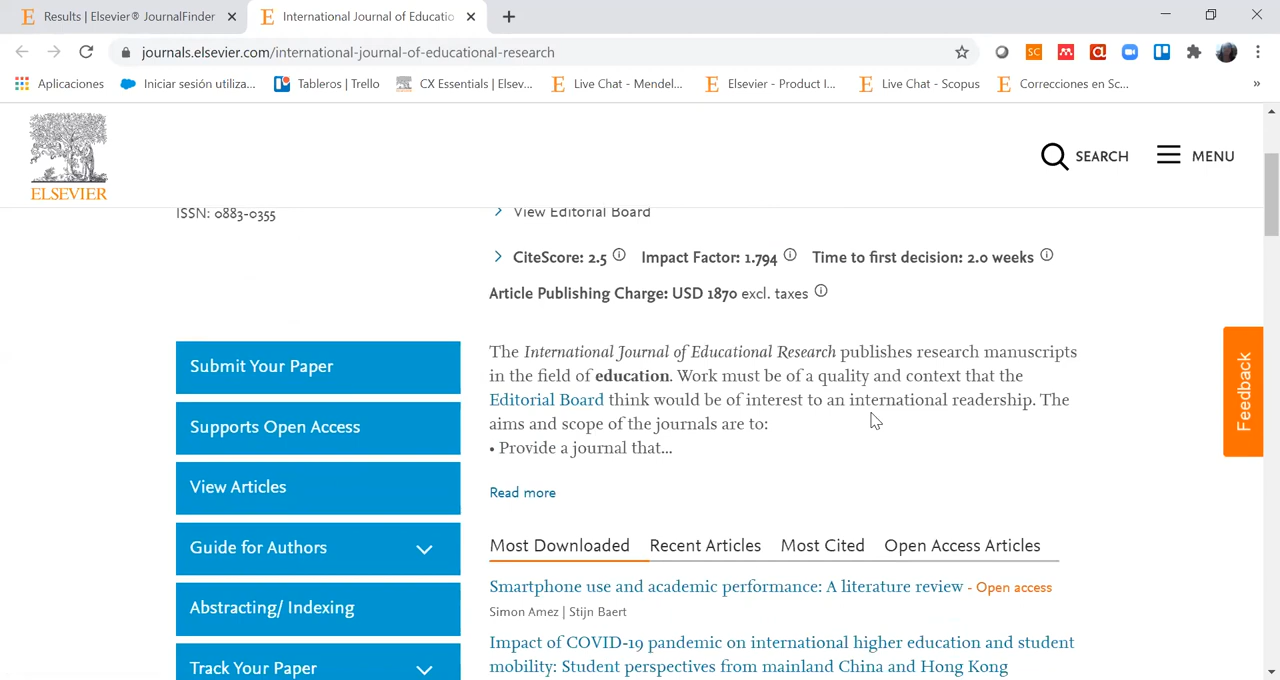 Results | Elsevier® JournalFinder
International Journal of Educatio
journals.elsevier.com/international-journal-of-educational-research
Aplicaciones
Iniciar sesión utiliza...
Tableros | Trello
CX Essentials | Elsev...
Live Chat - Mendel...
Elsevier - Product I...
Live Chat - Scopus
Correcciones en Sc...
»
ELSEVIER
SEARCH
MENU
ISSN: 0883-0355
View Editorial Board
CiteScore: 2.5 Impact Factor: 1.794 Time to first decision: 2.0 weeks
Article Publishing Charge: USD 1870 excl. taxes
Submit Your Paper
Supports Open Access
View Articles
Guide for Authors
Abstracting/ Indexing
Track Your Paper
The International Journal of Educational Research publishes research manuscripts
in the field of education. Work must be of a quality and context that the
Editorial Board think would be of interest to an international readership. The
aims and scope of the journals are to:
• Provide a journal that...
Read more
Most Downloaded Recent Articles Most Cited Open Access Articles
Smartphone use and academic performance: A literature review - Open access
Simon Amez | Stijn Baert
Impact of COVID-19 pandemic on international higher education and student
mobility: Student perspectives from mainland China and Hong Kong
Feedback